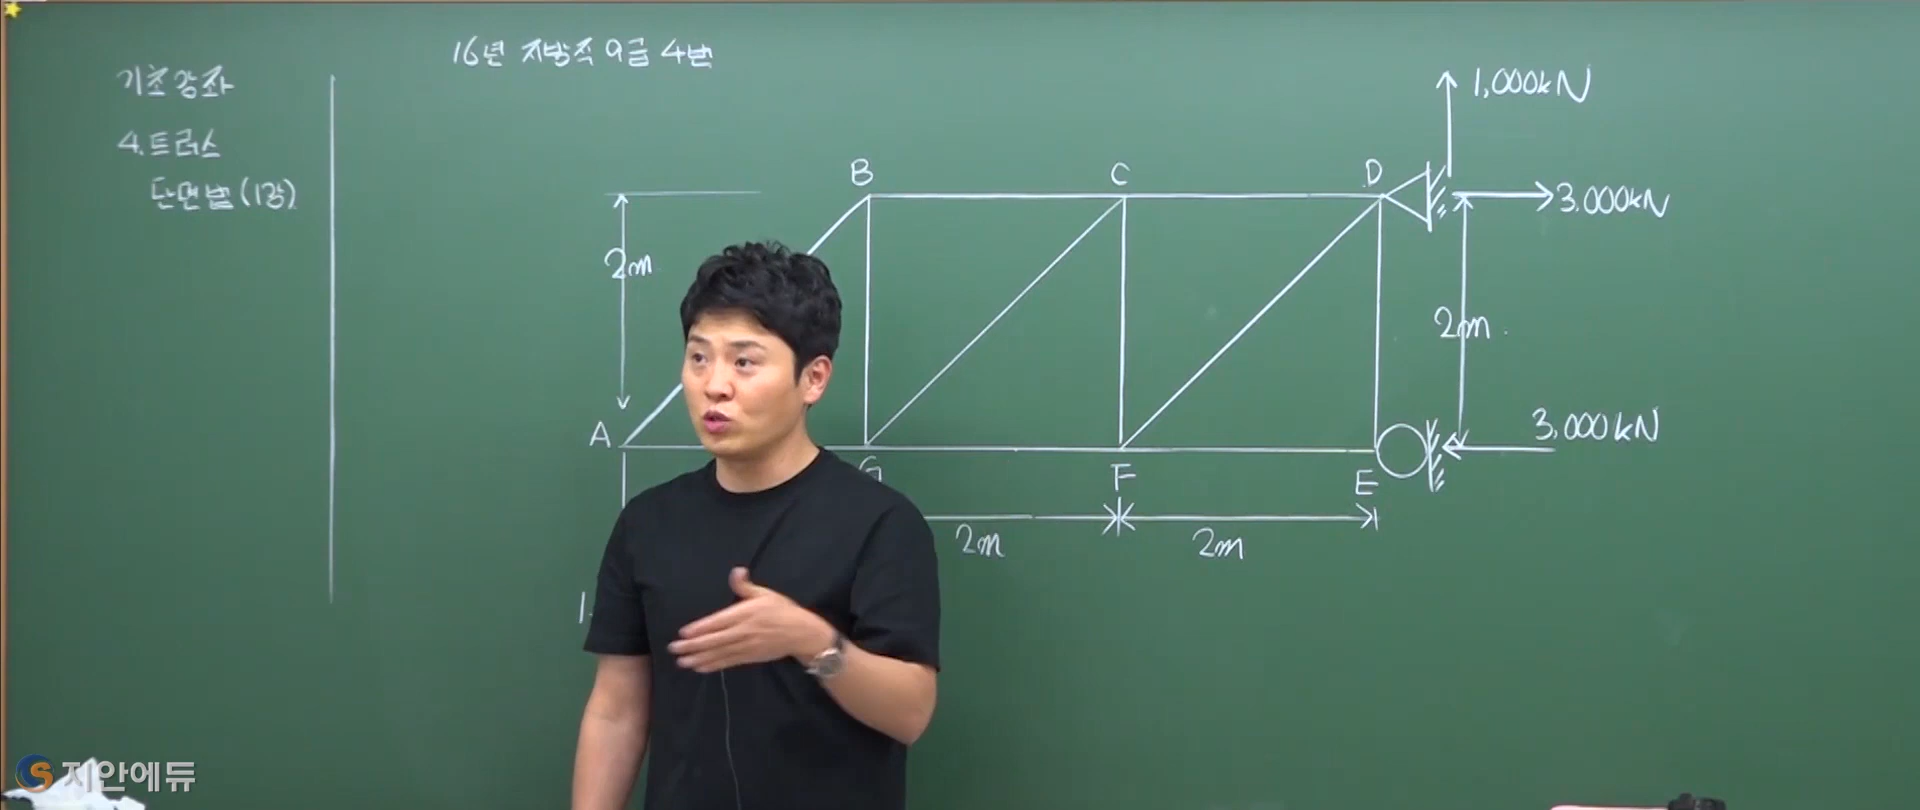 16년 지방직 9급 4번
기초강좌
4. 트러스
단면법 (1강)
1,000kN
B
C
D
3.000kN
2m
2m
A
3,000kN
G
F
E
2m
2m
1.
지안에듀